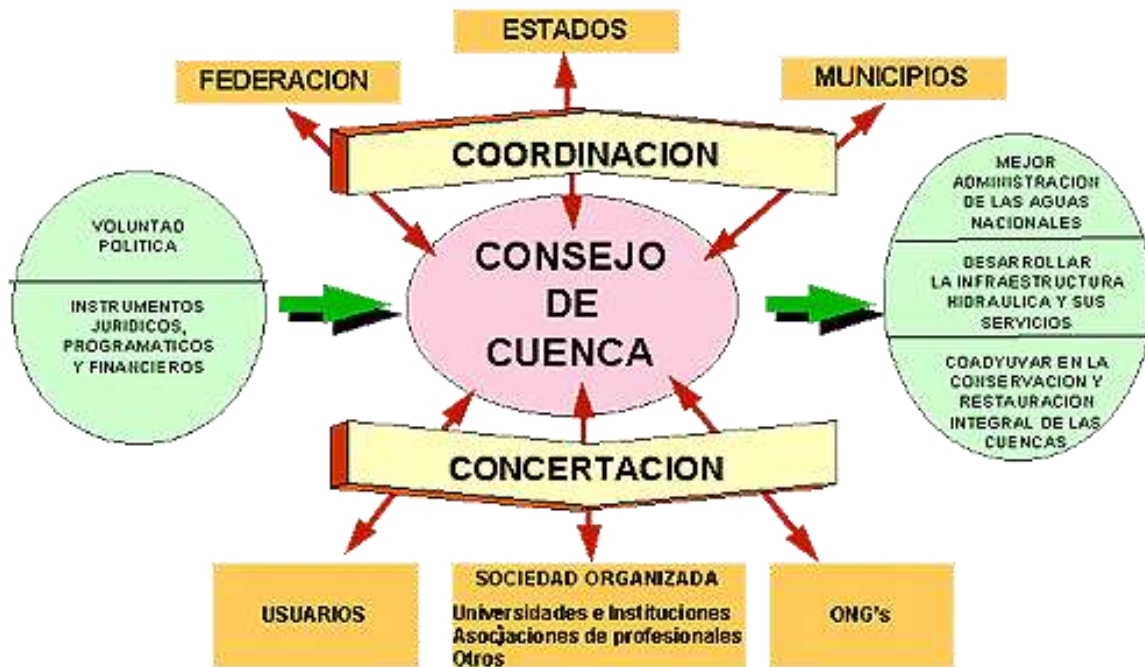 ESTADOS
FEDERACION
MUNICIPIOS
COORDINACION
VOLUNTAD
POLITICA
INSTRUMENTOS
JURIDICOS,
PROGRAMATICOS
Y FINANCIEROS
CONSEJO
DE
CUENCA
MEJOR
ADMINISTRACION
DE LAS AGUAS
NACIONALES
DESARROLLAR
LA INFRAESTRUCTURA
HIDRAULICA Y SUS
SERVICIOS
COADYUVAR EN LA
CONSERVACION Y
RESTAURACION
INTEGRAL DE LAS
CUENCAS
CONCERTACION
USUARIOS
SOCIEDAD ORGANIZADA
Universidades e Instituciones
Asociaciones de profesionales
Otros
ONG's